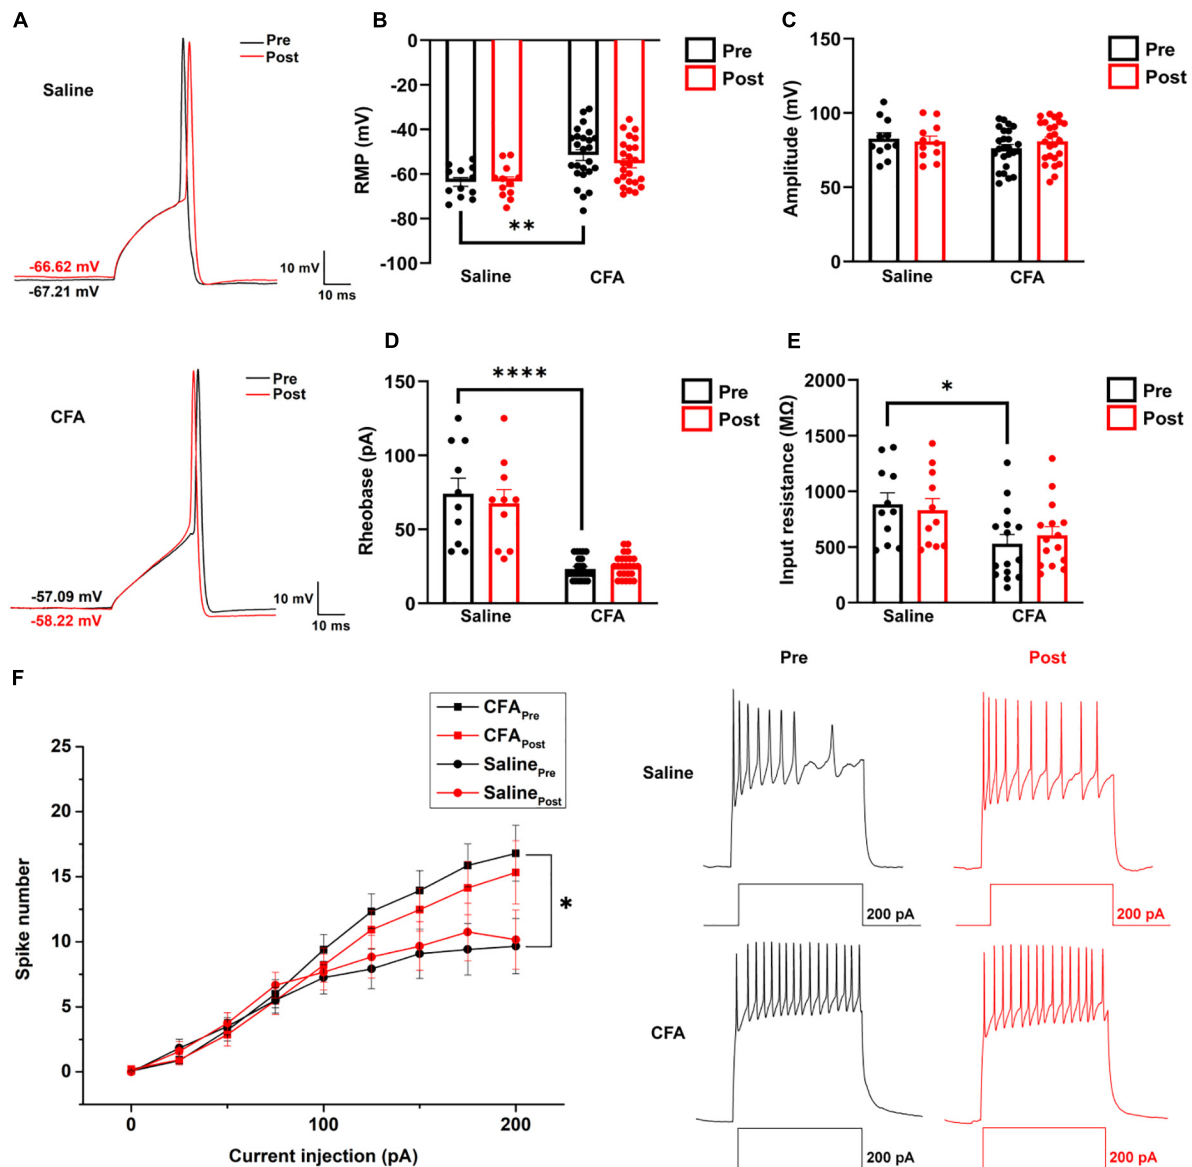 A
Pre
Post
Saline
-66.62 mV
-67.21 mV
10 mV
10 ms
B
0
-20
-40
-60
-80
-100
RMP (mV)
**
Saline
CFA
Pre
Post
C
150
100
50
0
Amplitude (mV)
Saline
CFA
Pre
Post
CFA
Pre
Post
-57.09 mV
-58.22 mV
10 mV
10 ms
D
150
100
50
0
Rheobase (pA)
****
Saline
CFA
Pre
Post
E
2000
1500
1000
500
0
Input resistance (MΩ)
*
Saline
CFA
Pre
Post
F
CFAPre
CFAPost
SalinePre
SalinePost
25
20
15
10
5
0
Spike number
*
0
100
200
Current injection (pA)
Pre
Post
Saline
200 pA
200 pA
CFA
200 pA
200 pA